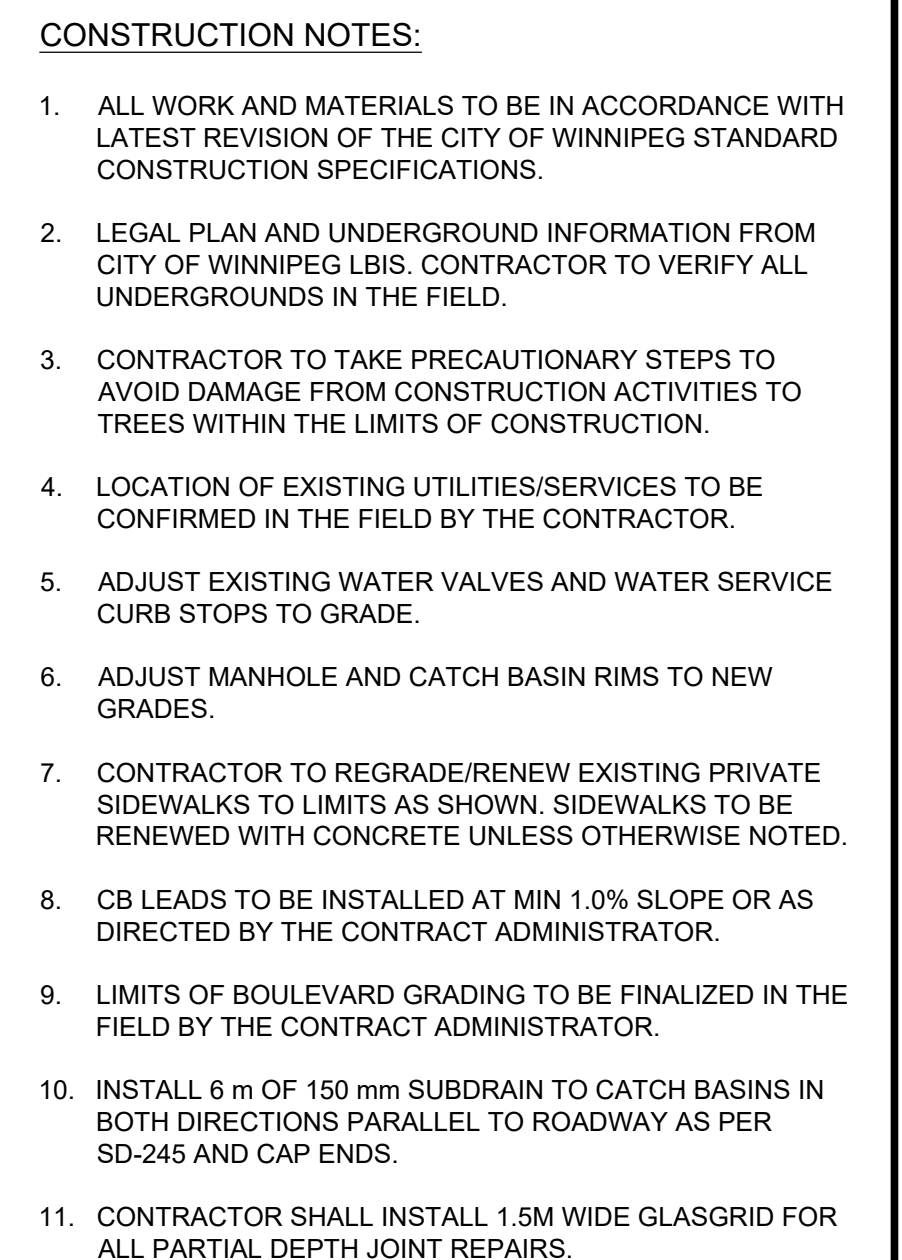 CONSTRUCTION NOTES:
1. ALL WORK AND MATERIALS TO BE IN ACCORDANCE WITH
LATEST REVISION OF THE CITY OF WINNIPEG STANDARD
CONSTRUCTION SPECIFICATIONS.
2. LEGAL PLAN AND UNDERGROUND INFORMATION FROM
CITY OF WINNIPEG LBIS. CONTRACTOR TO VERIFY ALL
UNDERGROUNDS IN THE FIELD.
3. CONTRACTOR TO TAKE PRECAUTIONARY STEPS TO
AVOID DAMAGE FROM CONSTRUCTION ACTIVITIES TO
TREES WITHIN THE LIMITS OF CONSTRUCTION.
4. LOCATION OF EXISTING UTILITIES/SERVICES TO BE
CONFIRMED IN THE FIELD BY THE CONTRACTOR.
5. ADJUST EXISTING WATER VALVES AND WATER SERVICE
CURB STOPS TO GRADE.
6. ADJUST MANHOLE AND CATCH BASIN RIMS TO NEW
GRADES.
7. CONTRACTOR TO REGRADE/RENEW EXISTING PRIVATE
SIDEWALKS TO LIMITS AS SHOWN. SIDEWALKS TO BE
RENEWED WITH CONCRETE UNLESS OTHERWISE NOTED.
8. CB LEADS TO BE INSTALLED AT MIN 1.0% SLOPE OR AS
DIRECTED BY THE CONTRACT ADMINISTRATOR.
9. LIMITS OF BOULEVARD GRADING TO BE FINALIZED IN THE
FIELD BY THE CONTRACT ADMINISTRATOR.
10. INSTALL 6 m OF 150 mm SUBDRAIN TO CATCH BASINS IN
BOTH DIRECTIONS PARALLEL TO ROADWAY AS PER
SD-245 AND CAP ENDS.
11. CONTRACTOR SHALL INSTALL 1.5M WIDE GLASGRID FOR
ALL PARTIAL DEPTH JOINT REPAIRS.